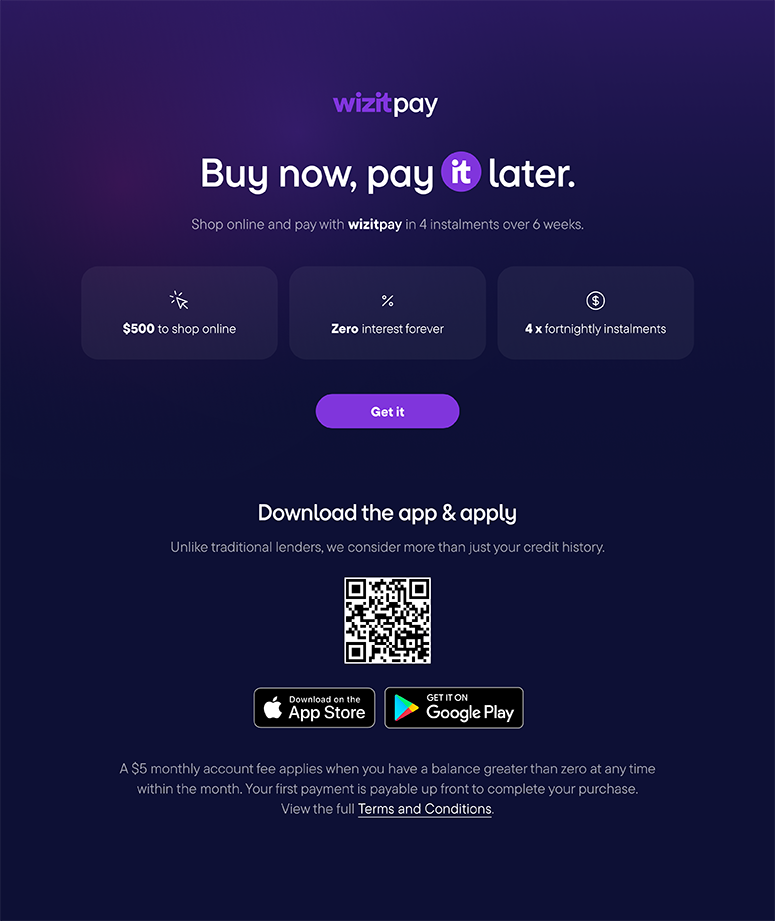 wizitpay
Buy now, pay it later.
Shop online and pay with wizitpay in 4 instalments over 6 weeks.
$500 to shop online
Zero interest forever
4 x fortnightly instalments
Get it
Download the app & apply
Unlike traditional lenders, we consider more than just your credit history.
Download on the
App Store
GET IT ON
Google Play
A $5 monthly account fee applies when you have a balance greater than zero at any time
within the month. Your first payment is payable up front to complete your purchase.
View the full Terms and Conditions.